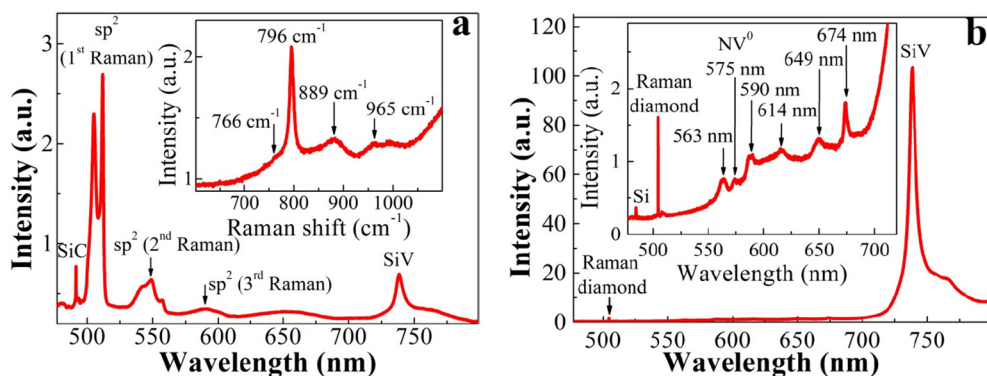 a
Intensity (a.u.)
3
2
1
sp²
(1st Raman)
SiC
sp² (2nd Raman)
sp² (3rd Raman)
SiV
500 550 600 650 700 750
Wavelength (nm)
Intensity (a.u.)
2
1
796 cm⁻¹
766 cm⁻¹
889 cm⁻¹
965 cm⁻¹
700 800 900 1000
Raman shift (cm⁻¹)
b
Intensity (a.u.)
120
100
80
60
40
20
0
SiV
Raman
diamond
500 550 600 650 700 750
Wavelength (nm)
Intensity (a.u.)
2
1
0
Si
Raman
diamond
563 nm
NV⁰
575 nm
590 nm
614 nm
649 nm
674 nm
500 550 600 650 700
Wavelength (nm)